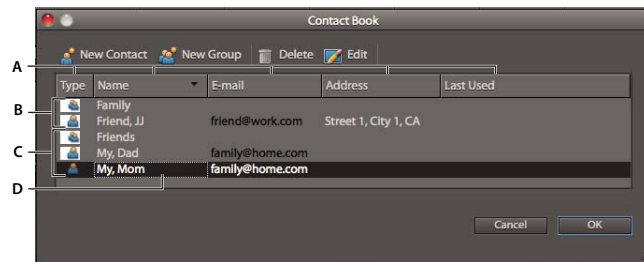 Contact Book
New Contact New Group Delete Edit
A
Type Name E-mail Address Last Used
Family
B
Friend, JJ friend@work.com Street 1, City 1, CA
Friends
C
My, Dad family@home.com
My, Mom family@home.com
D
Cancel OK